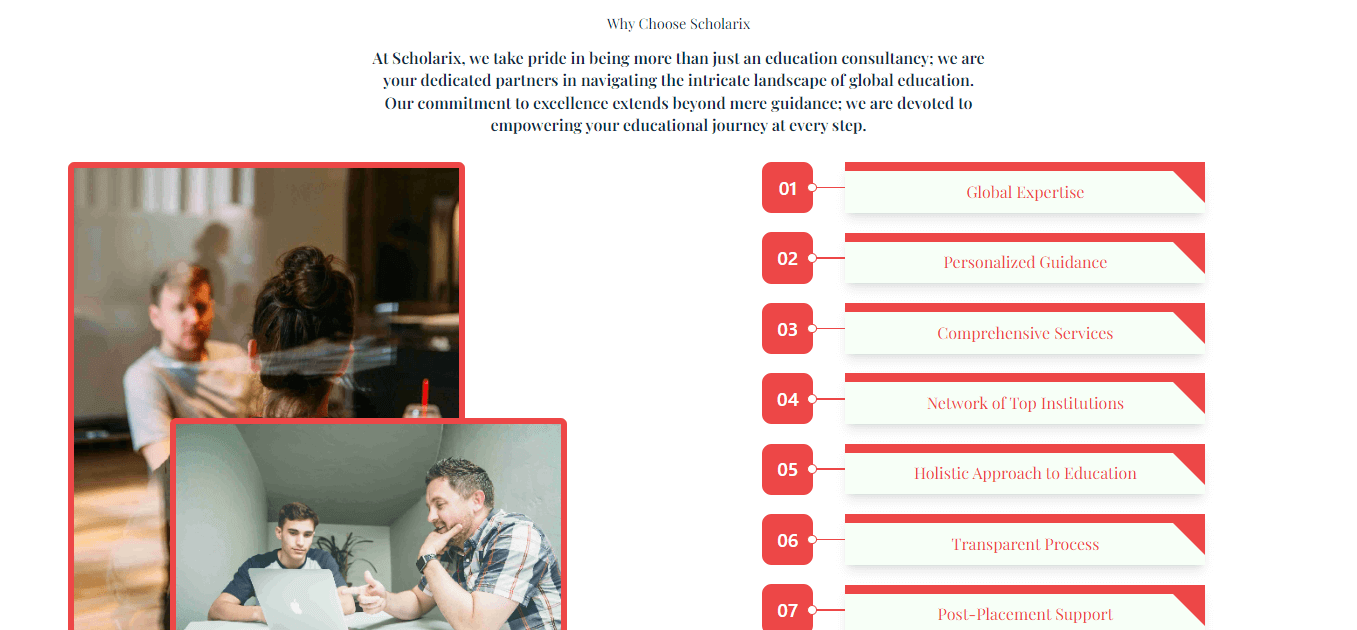 Why Choose Scholarix
At Scholarix, we take pride in being more than just an education consultancy; we are
your dedicated partners in navigating the intricate landscape of global education.
Our commitment to excellence extends beyond mere guidance; we are devoted to
empowering your educational journey at every step.
01 Global Expertise
02 Personalized Guidance
03 Comprehensive Services
04 Network of Top Institutions
05 Holistic Approach to Education
06 Transparent Process
07 Post-Placement Support